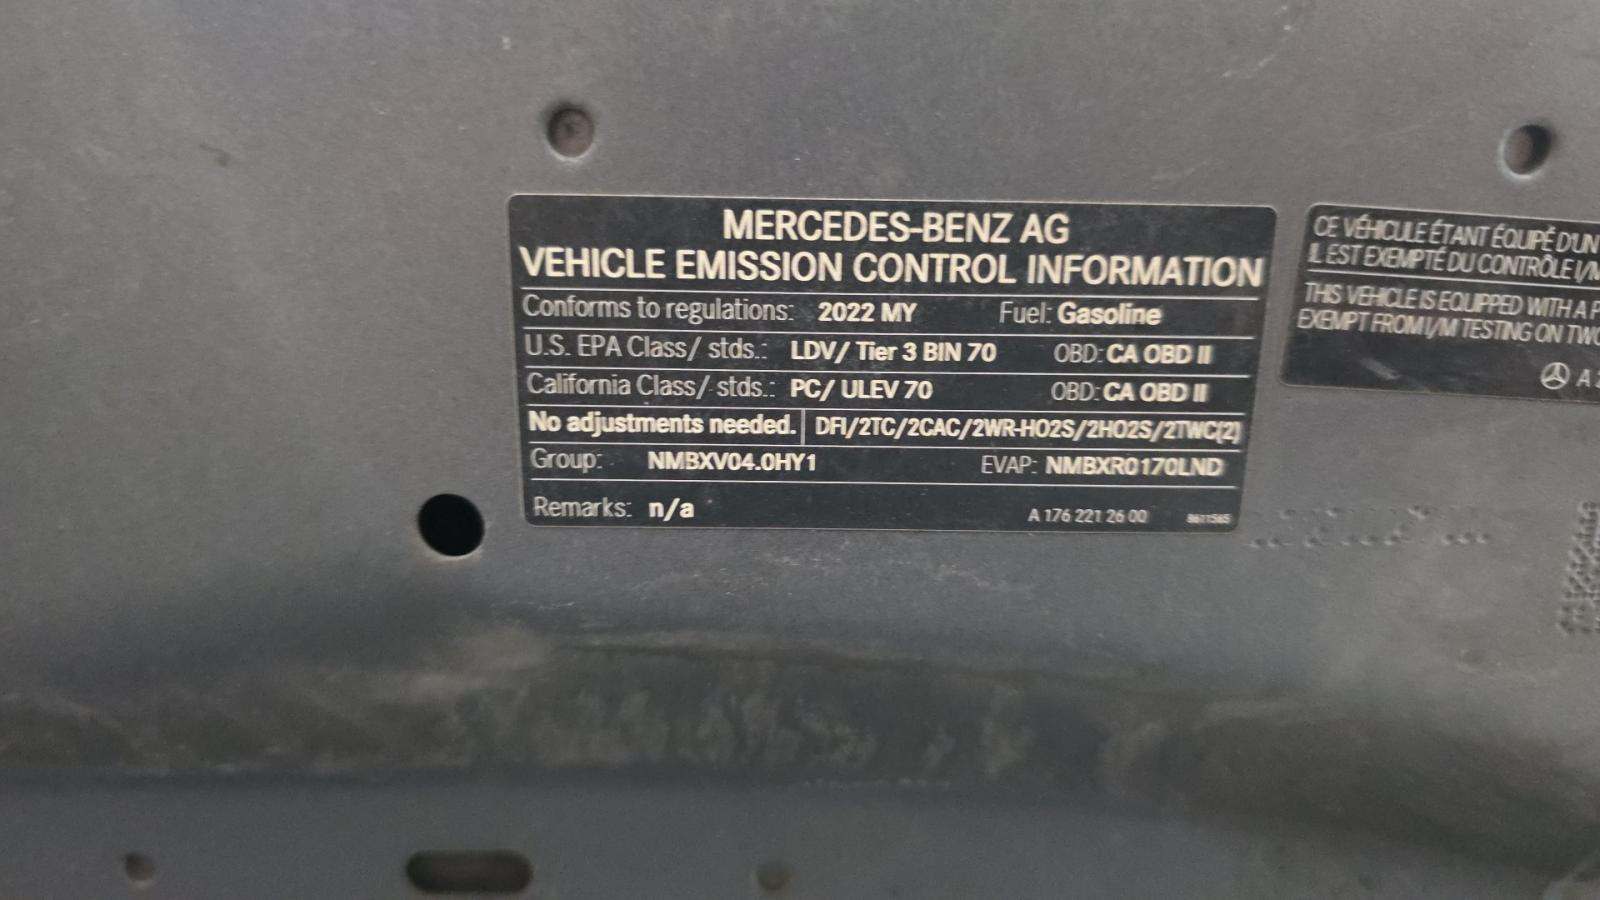 MERCEDES-BENZ AG
VEHICLE EMISSION CONTROL INFORMATION
Conforms to regulations: 2022 MY Fuel: Gasoline
U.S. EPA Class/ stds.: LDV/ Tier 3 BIN 70 OBD: CA OBD II
California Class/ stds.: PC/ ULEV 70 OBD: CA OBD II
No adjustments needed. DFI/2TC/2CAC/2WR-HO2S/2HO2S/2TWC(2)
Group: NMBXV04.0HY1 EVAP: NMBXR0170LND
Remarks: n/a A 176 221 26 00
CE VÉHICULE ÉTANT ÉQUIPÉ D'UN
IL EST EXEMPTÉ DU CONTRÔLE I/M
THIS VEHICLE IS EQUIPPED WITH A P
EXEMPT FROM I/M TESTING ON TWO
A 2